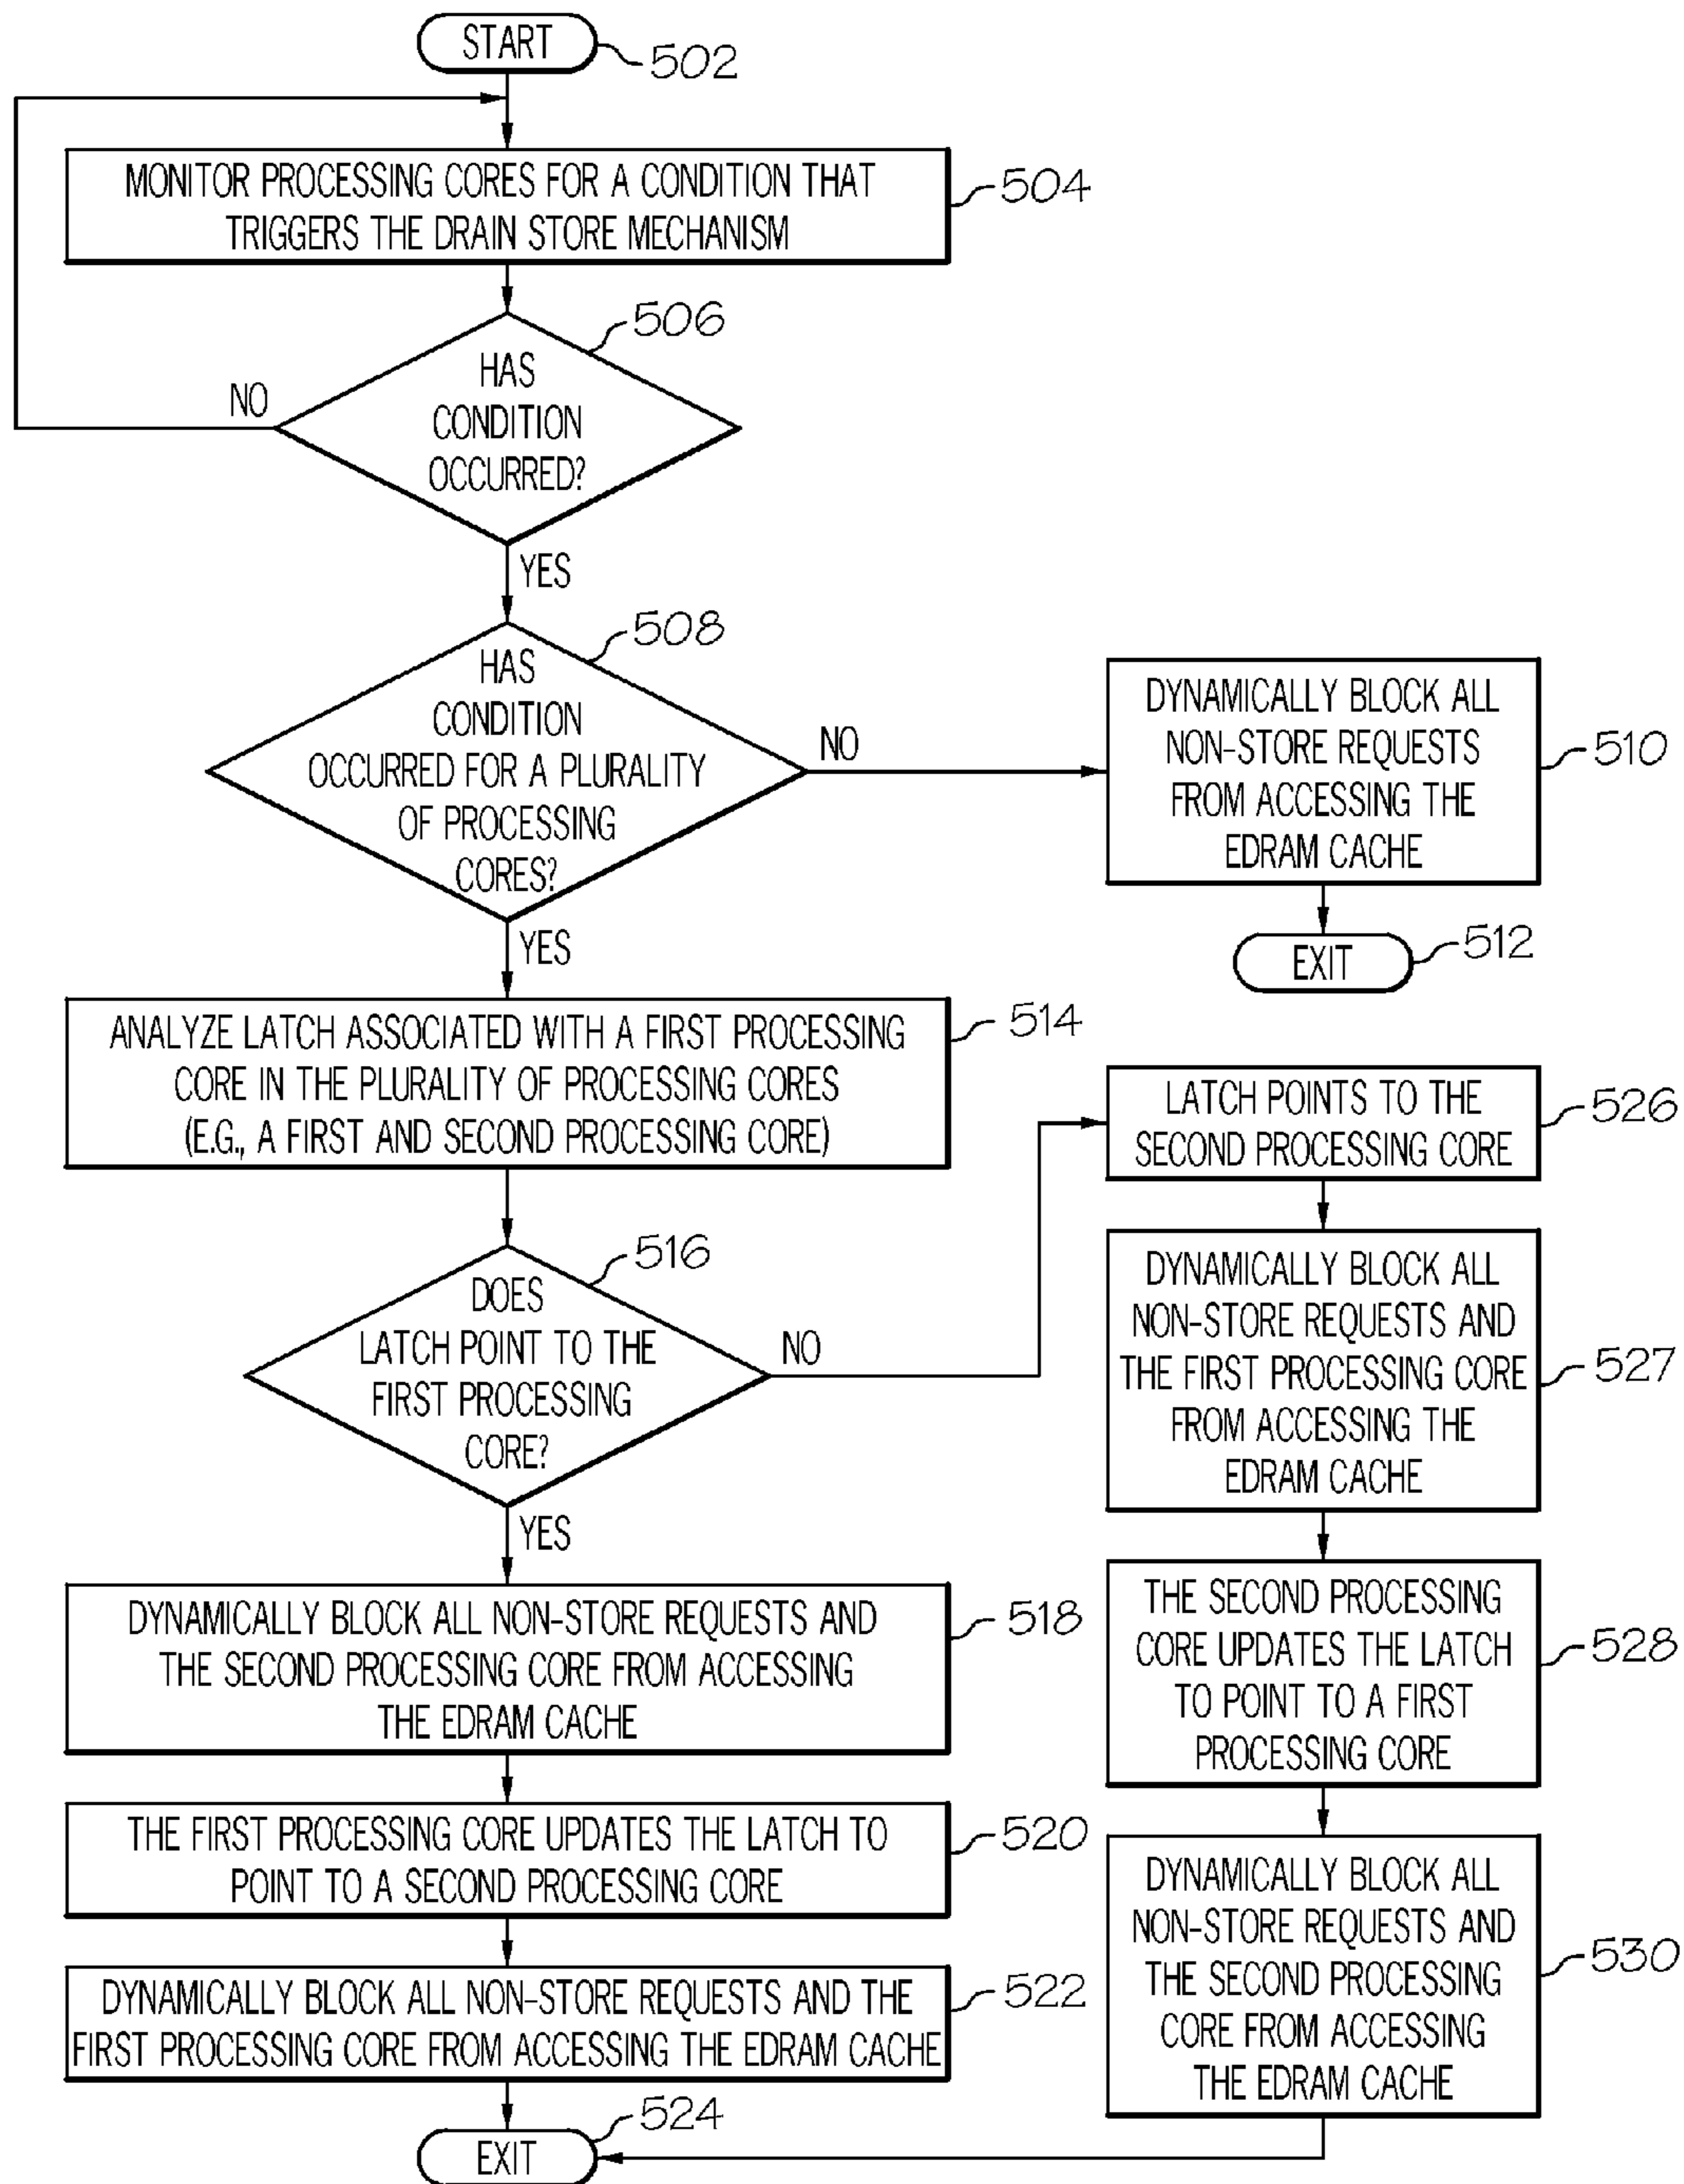 START
502
MONITOR PROCESSING CORES FOR A CONDITION THAT
TRIGGERS THE DRAIN STORE MECHANISM
504
506
HAS
CONDITION
OCCURRED?
NO
YES
508
HAS
CONDITION
OCCURRED FOR A PLURALITY
OF PROCESSING
CORES?
NO
YES
DYNAMICALLY BLOCK ALL
NON-STORE REQUESTS
FROM ACCESSING THE
EDRAM CACHE
510
EXIT
512
ANALYZE LATCH ASSOCIATED WITH A FIRST PROCESSING
CORE IN THE PLURALITY OF PROCESSING CORES
(E.G., A FIRST AND SECOND PROCESSING CORE)
514
516
DOES
LATCH POINT TO THE
FIRST PROCESSING
CORE?
NO
YES
LATCH POINTS TO THE
SECOND PROCESSING CORE
526
DYNAMICALLY BLOCK ALL
NON-STORE REQUESTS AND
THE FIRST PROCESSING CORE
FROM ACCESSING THE
EDRAM CACHE
527
THE SECOND PROCESSING
CORE UPDATES THE LATCH
TO POINT TO A FIRST
PROCESSING CORE
528
DYNAMICALLY BLOCK ALL
NON-STORE REQUESTS AND
THE SECOND PROCESSING
CORE FROM ACCESSING
THE EDRAM CACHE
530
DYNAMICALLY BLOCK ALL NON-STORE REQUESTS AND
THE SECOND PROCESSING CORE FROM ACCESSING
THE EDRAM CACHE
518
THE FIRST PROCESSING CORE UPDATES THE LATCH TO
POINT TO A SECOND PROCESSING CORE
520
DYNAMICALLY BLOCK ALL NON-STORE REQUESTS AND THE
FIRST PROCESSING CORE FROM ACCESSING THE EDRAM CACHE
522
524
EXIT